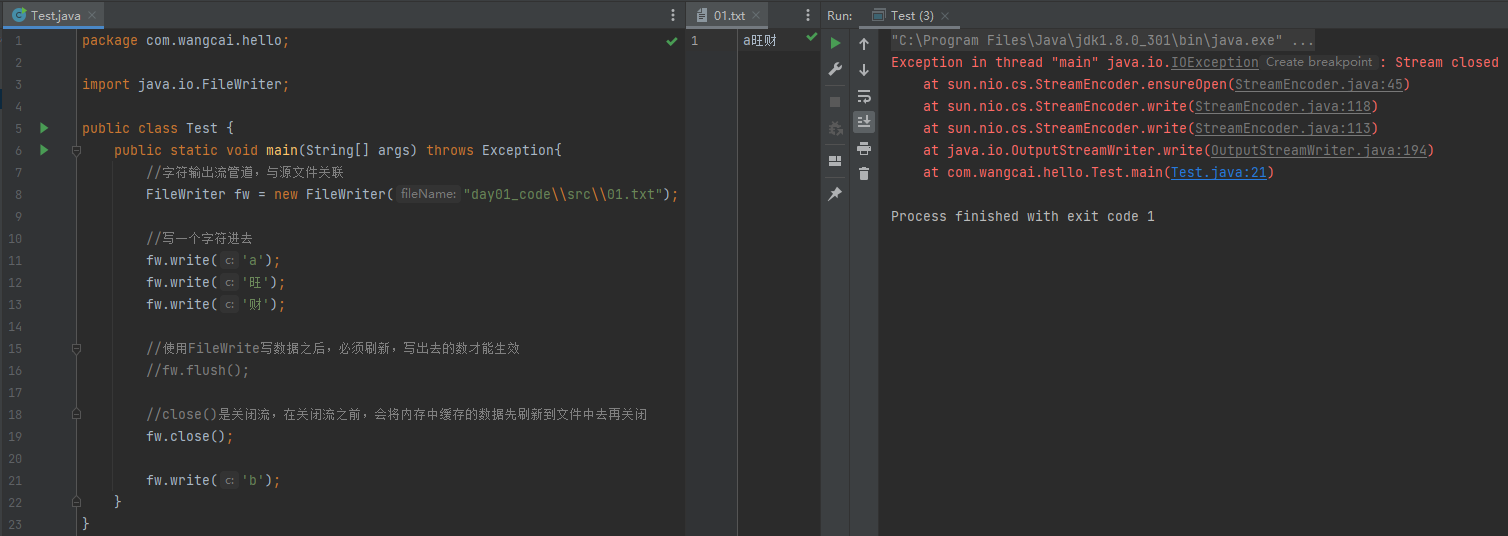 Test.java
1 package com.wangcai.hello;
2
3 import java.io.FileWriter;
4
5 public class Test {
6 public static void main(String[] args) throws Exception{
7 //字符输出流管道，与源文件关联
8 FileWriter fw = new FileWriter( fileName: "day01_code\\src\\01.txt");
9
10 //写一个字符进去
11 fw.write( c: 'a');
12 fw.write( c: '旺');
13 fw.write( c: '财');
14
15 //使用FileWrite写数据之后，必须刷新，写出去的数才能生效
16 //fw.flush();
17
18 //close()是关闭流，在关闭流之前，会将内存中缓存的数据先刷新到文件中去再关闭
19 fw.close();
20
21 fw.write( c: 'b');
22 }
23 }
01.txt
1 a旺财
Run: Test (3)
"C:\Program Files\Java\jdk1.8.0_301\bin\java.exe" ...
Exception in thread "main" java.io.IOException Create breakpoint : Stream closed
at sun.nio.cs.StreamEncoder.ensureOpen(StreamEncoder.java:45)
at sun.nio.cs.StreamEncoder.write(StreamEncoder.java:118)
at sun.nio.cs.StreamEncoder.write(StreamEncoder.java:113)
at java.io.OutputStreamWriter.write(OutputStreamWriter.java:194)
at com.wangcai.hello.Test.main(Test.java:21)
Process finished with exit code 1